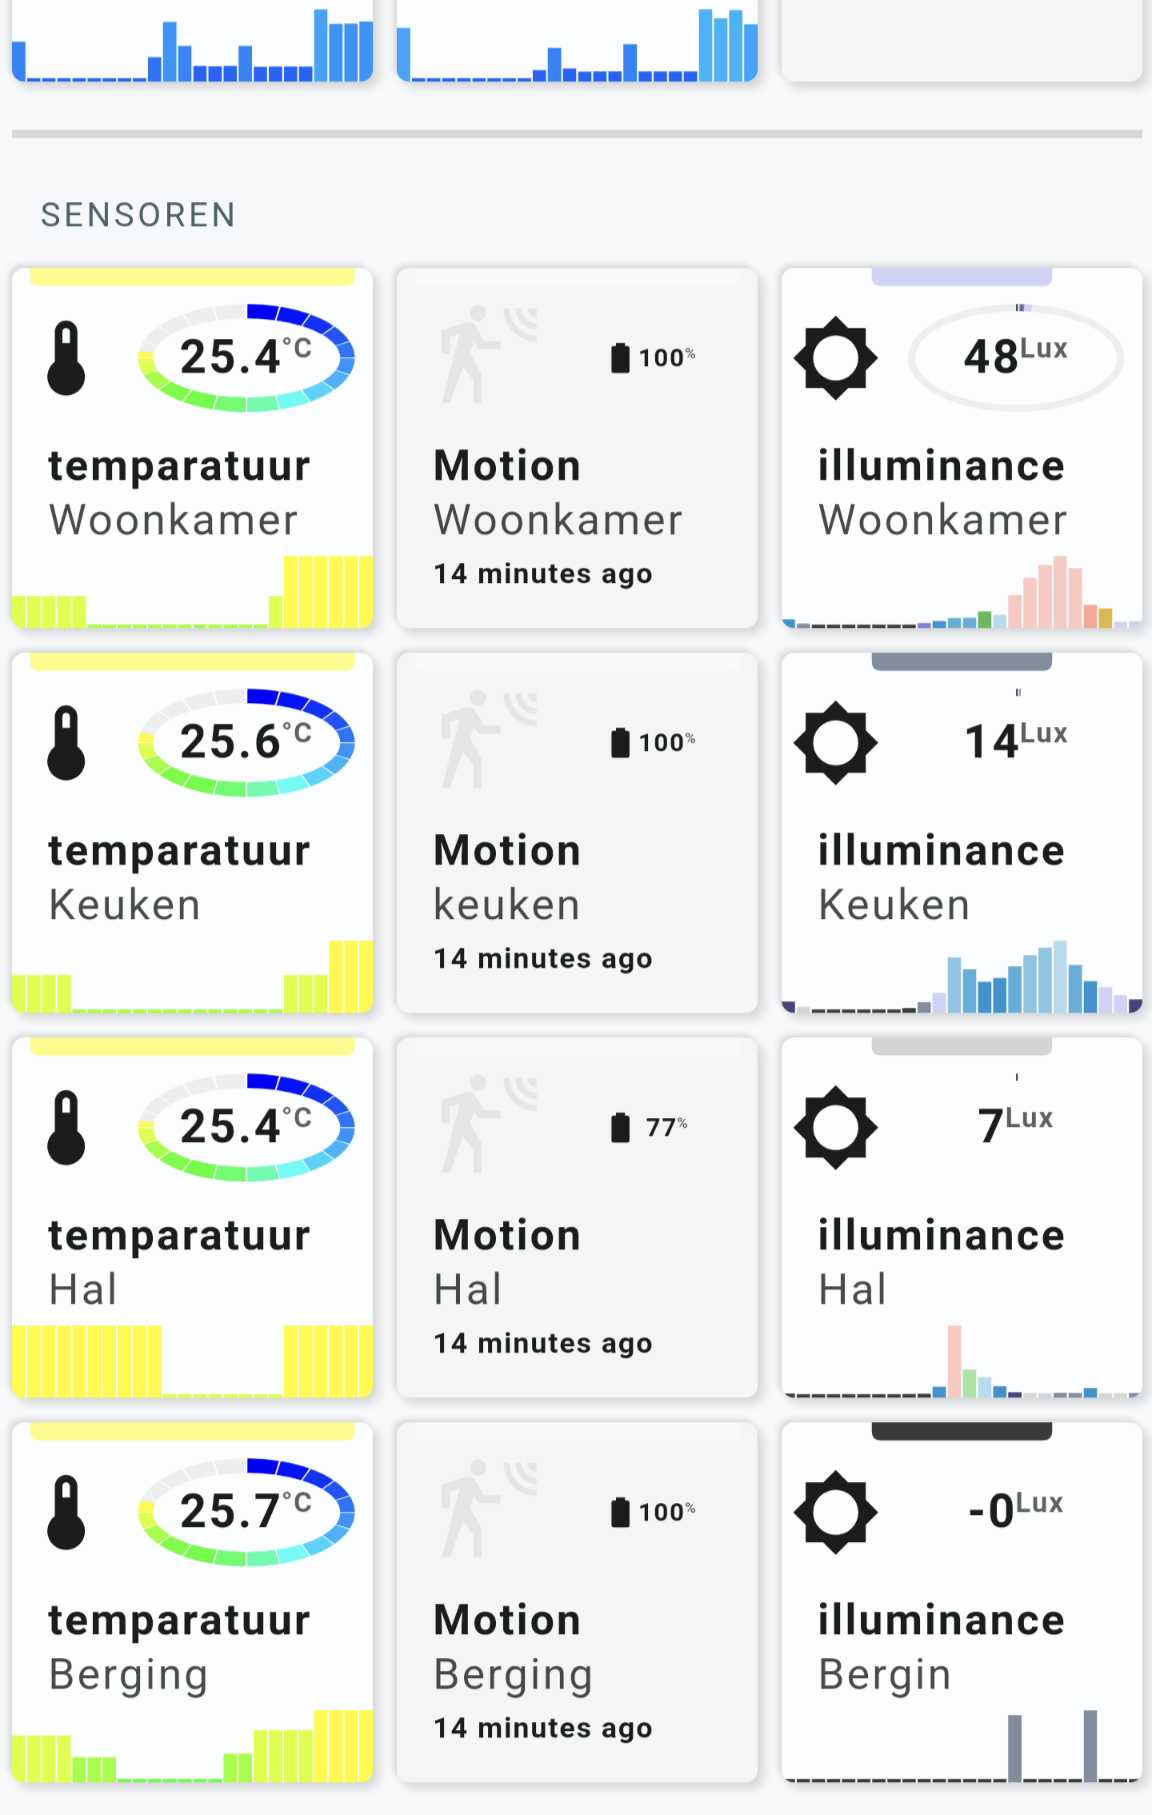 SENSOREN
25.4°C
100%
48Lux
temparatuur
Motion
illuminance
Woonkamer
Woonkamer
Woonkamer
14 minutes ago
25.6°C
100%
14Lux
temparatuur
Motion
illuminance
Keuken
keuken
Keuken
14 minutes ago
25.4°C
77%
7Lux
temparatuur
Motion
illuminance
Hal
Hal
Hal
14 minutes ago
25.7°C
100%
-0Lux
temparatuur
Motion
illuminance
Berging
Berging
Bergin
14 minutes ago